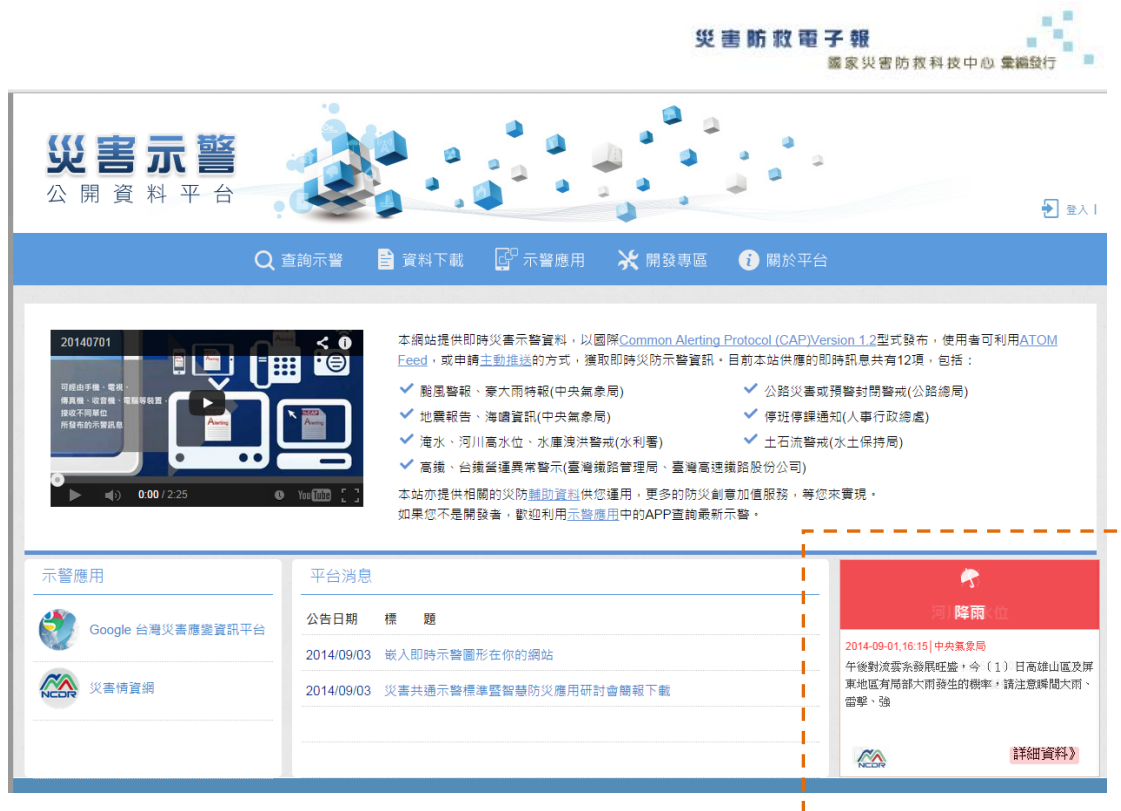 災害防救電子報
國家災害防救科技中心 彙編發行
災害示警
公開資料平台
登入 |
查詢示警 資料下載 示警應用 開發專區 關於平台
20140701
可經由手機、電視、
傳真機、收音機、電腦等裝置，
接收不同單位
所發布的示警訊息
Alerting
Alerting
Alerting
0:00 / 2:25
YouTube
本網站提供即時災害示警資料，以國際Common Alerting Protocol (CAP)Version 1.2型式發布，使用者可利用ATOM
Feed，或申請主動推送的方式，獲取即時災防示警資訊。目前本站供應的即時訊息共有12項，包括：
颱風警報、豪大雨特報(中央氣象局)
公路災害或預警封閉警戒(公路總局)
地震報告、海嘯資訊(中央氣象局)
停班停課通知(人事行政總處)
淹水、河川高水位、水庫洩洪警戒(水利署)
土石流警戒(水土保持局)
高鐵、台鐵營運異常警示(臺灣鐵路管理局、臺灣高速鐵路股份公司)
本站亦提供相關的災防輔助資料供您運用，更多的防災創意加值服務，等您來實現。
如果您不是開發者，歡迎利用示警應用中的APP查詢最新示警。
示警應用
Google 台灣災害應變資訊平台
NCDR
災害情資網
平台消息
公告日期 標 題
2014/09/03 嵌入即時示警圖形在你的網站
2014/09/03 災害共通示警標準暨智慧防災應用研討會簡報下載
降雨
2014-09-01,16:15|中央氣象局
午後對流雲系發展旺盛，今（1）日高雄山區及屏
東地區有局部大雨發生的機率，請注意瞬間大雨、
雷擊、強
NCDR
詳細資料》